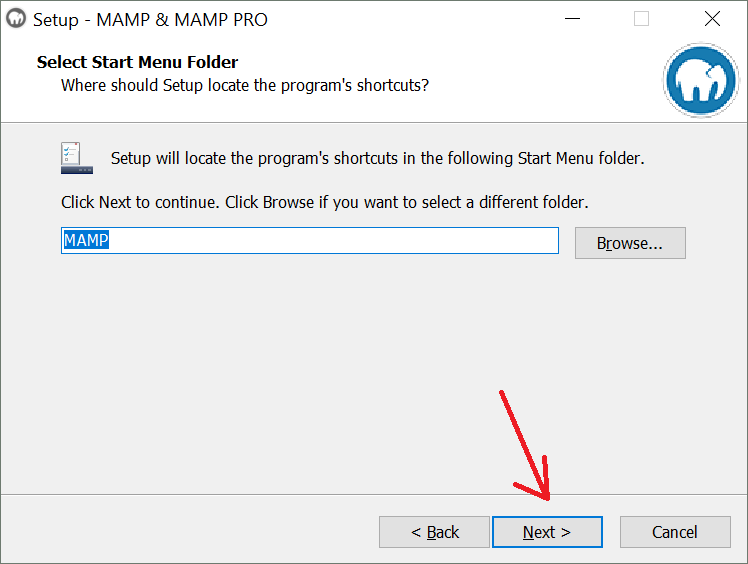 Setup - MAMP & MAMP PRO
Select Start Menu Folder
Where should Setup locate the program's shortcuts?
Setup will locate the program's shortcuts in the following Start Menu folder.
Click Next to continue. Click Browse if you want to select a different folder.
MAMP
Browse...
< Back
Next >
Cancel